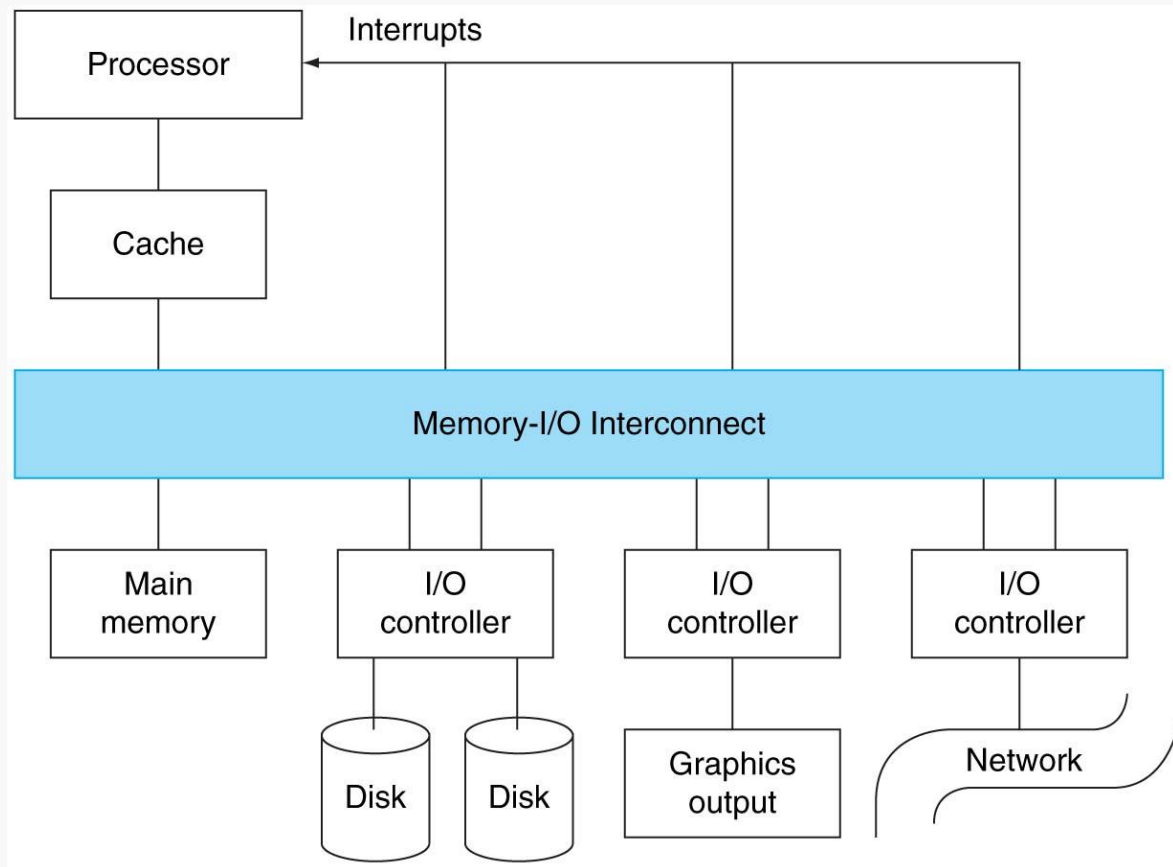 Interrupts
Processor
Cache
Memory-I/O Interconnect
Main
memory
I/O
controller
I/O
controller
I/O
controller
Disk
Disk
Graphics
output
Network